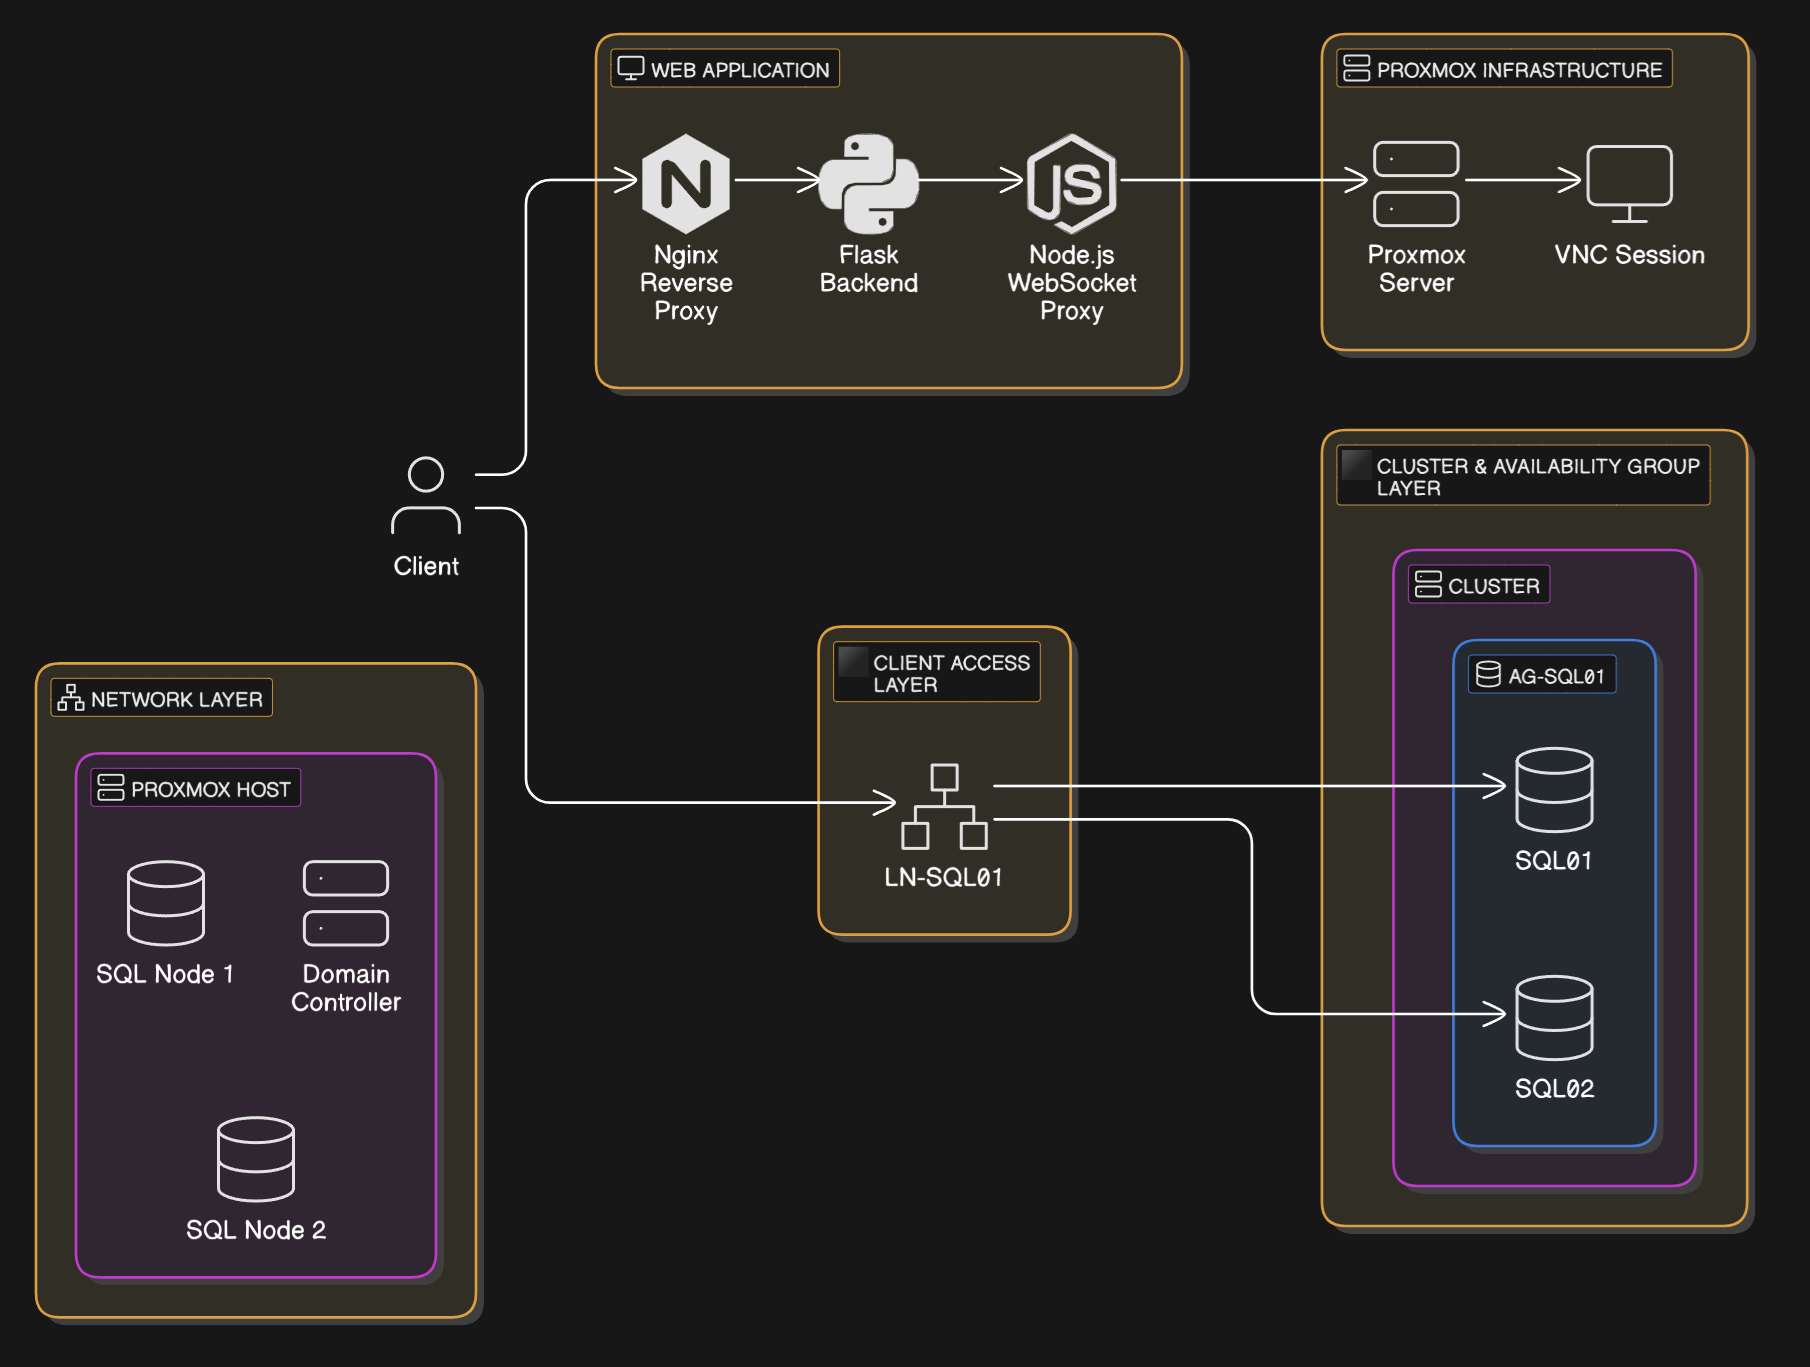 WEB APPLICATION
Nginx
Reverse
Proxy
Flask
Backend
JS
Node.js
WebSocket
Proxy
PROXMOX INFRASTRUCTURE
Proxmox
Server
VNC Session
Client
CLUSTER & AVAILABILITY GROUP
LAYER
CLUSTER
AG-SQL01
SQL01
SQL02
CLIENT ACCESS
LAYER
LN-SQL01
NETWORK LAYER
PROXMOX HOST
SQL Node 1
Domain
Controller
SQL Node 2